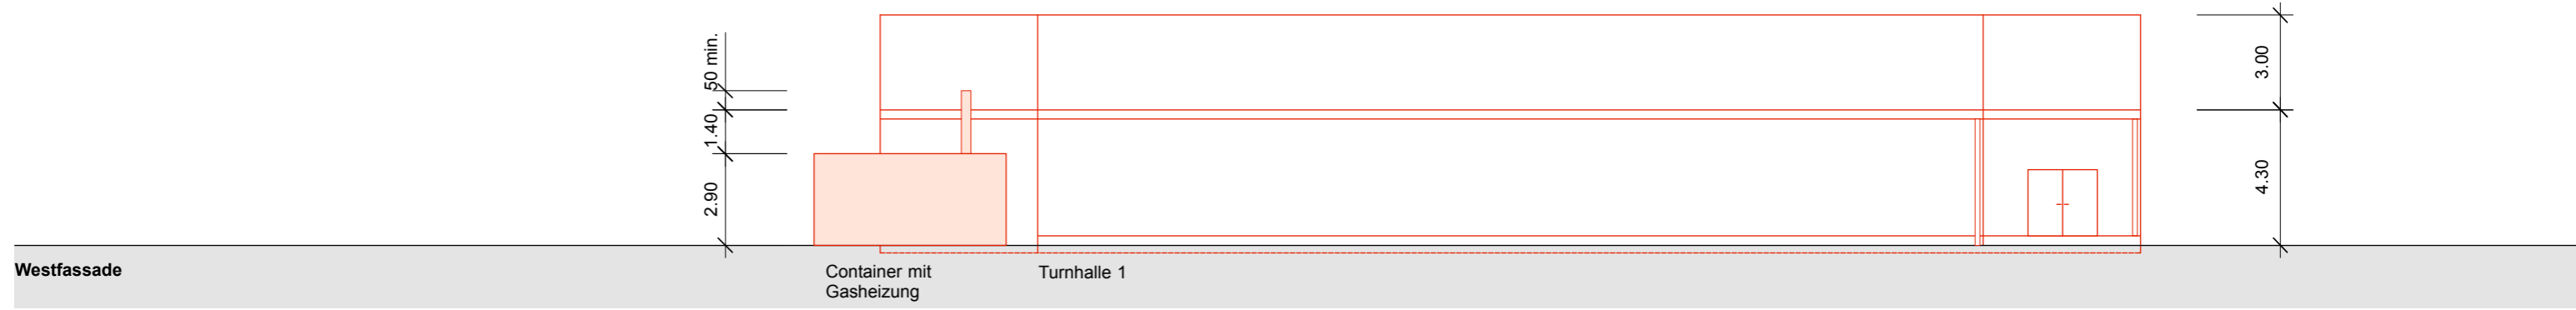 50 min.
1.40
2.90
3.00
4.30
Westfassade
Container mit
Gasheizung
Turnhalle 1